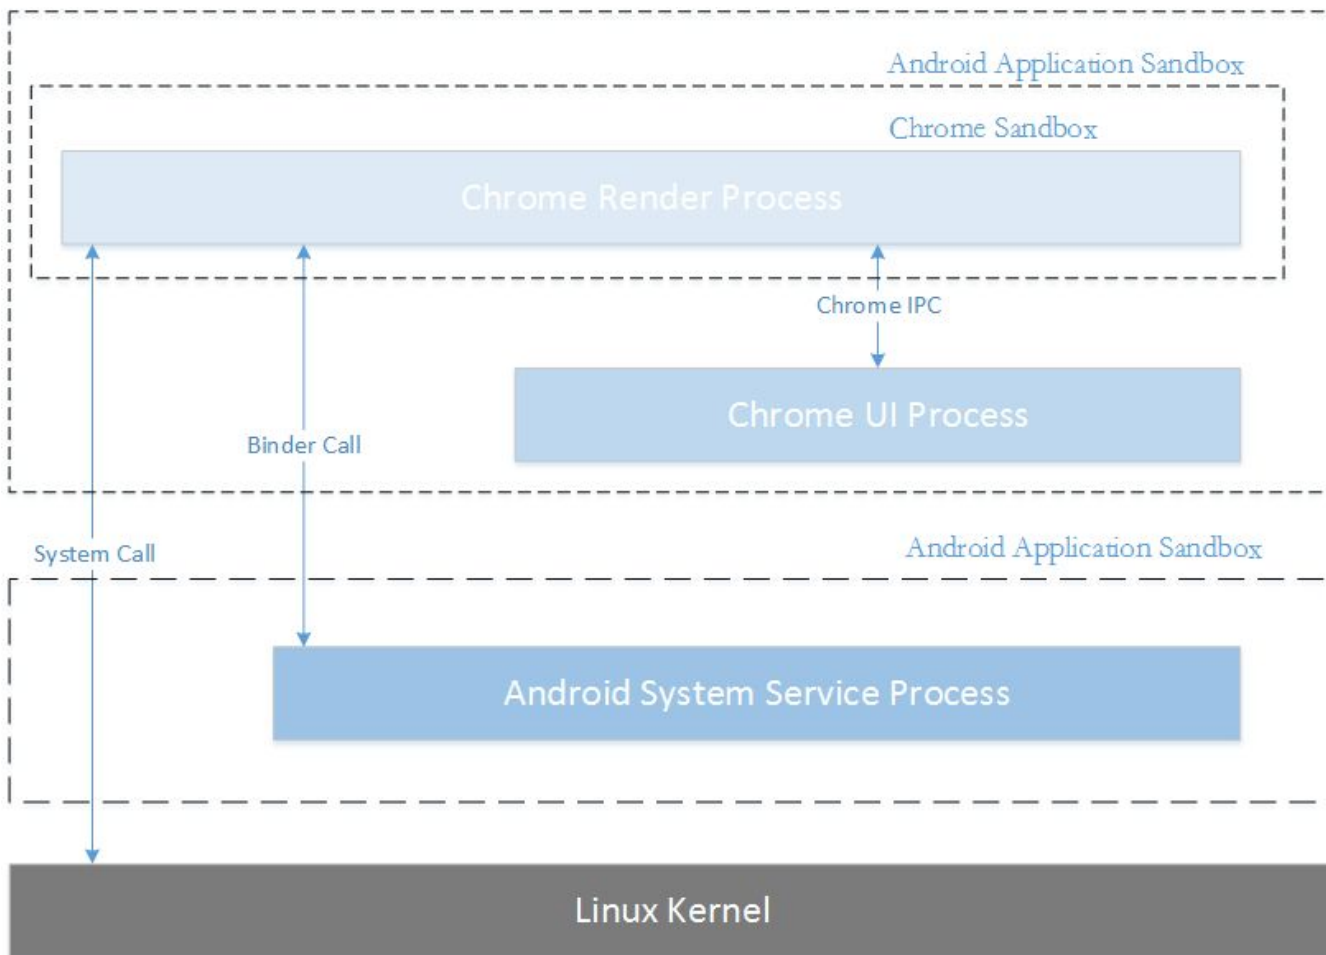 Android Application Sandbox
Chrome Sandbox
Chrome Render Process
Chrome IPC
Chrome UI Process
Binder Call
System Call
Android Application Sandbox
Android System Service Process
Linux Kernel